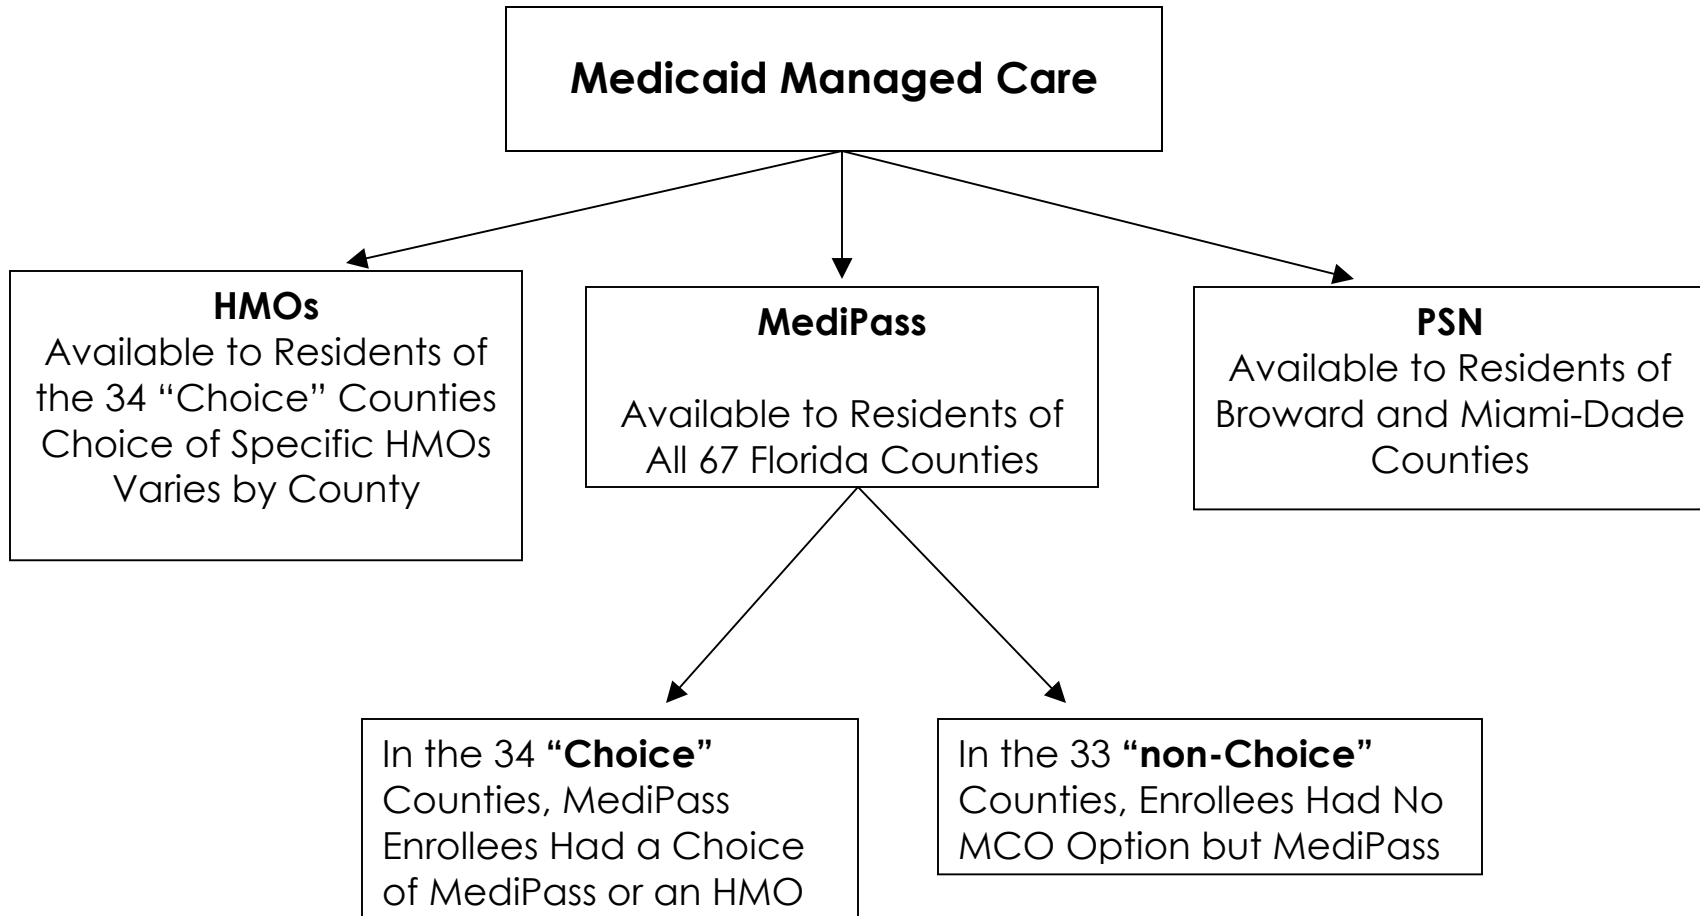 Medicaid Managed Care
HMOs
Available to Residents of
the 34 “Choice” Counties
Choice of Specific HMOs
Varies by County
MediPass
Available to Residents of
All 67 Florida Counties
PSN
Available to Residents of
Broward and Miami-Dade
Counties
In the 34 “Choice”
Counties, MediPass
Enrollees Had a Choice
of MediPass or an HMO
In the 33 “non-Choice”
Counties, Enrollees Had No
MCO Option but MediPass